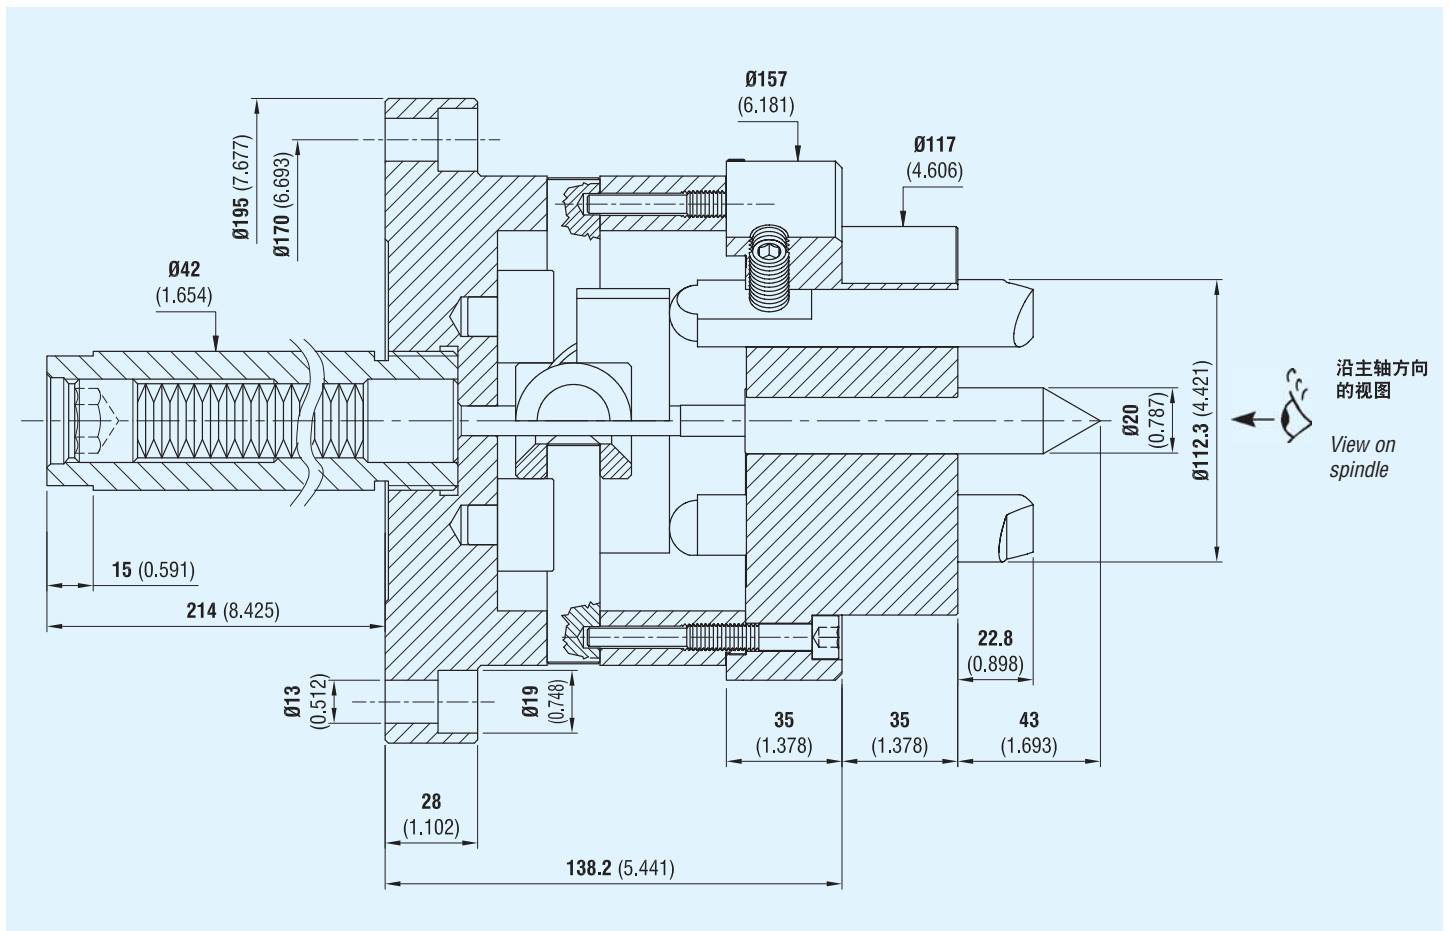 Ø157
(6.181)
Ø117
(4.606)
Ø195 (7.677)
Ø170 (6.693)
Ø42
(1.654)
沿主轴方向
的视图
View on
spindle
Ø20
(0.787)
Ø112.3 (4.421)
15 (0.591)
214 (8.425)
Ø13
(0.512)
Ø19
(0.748)
22.8
(0.898)
35
(1.378)
35
(1.378)
43
(1.693)
28
(1.102)
138.2 (5.441)